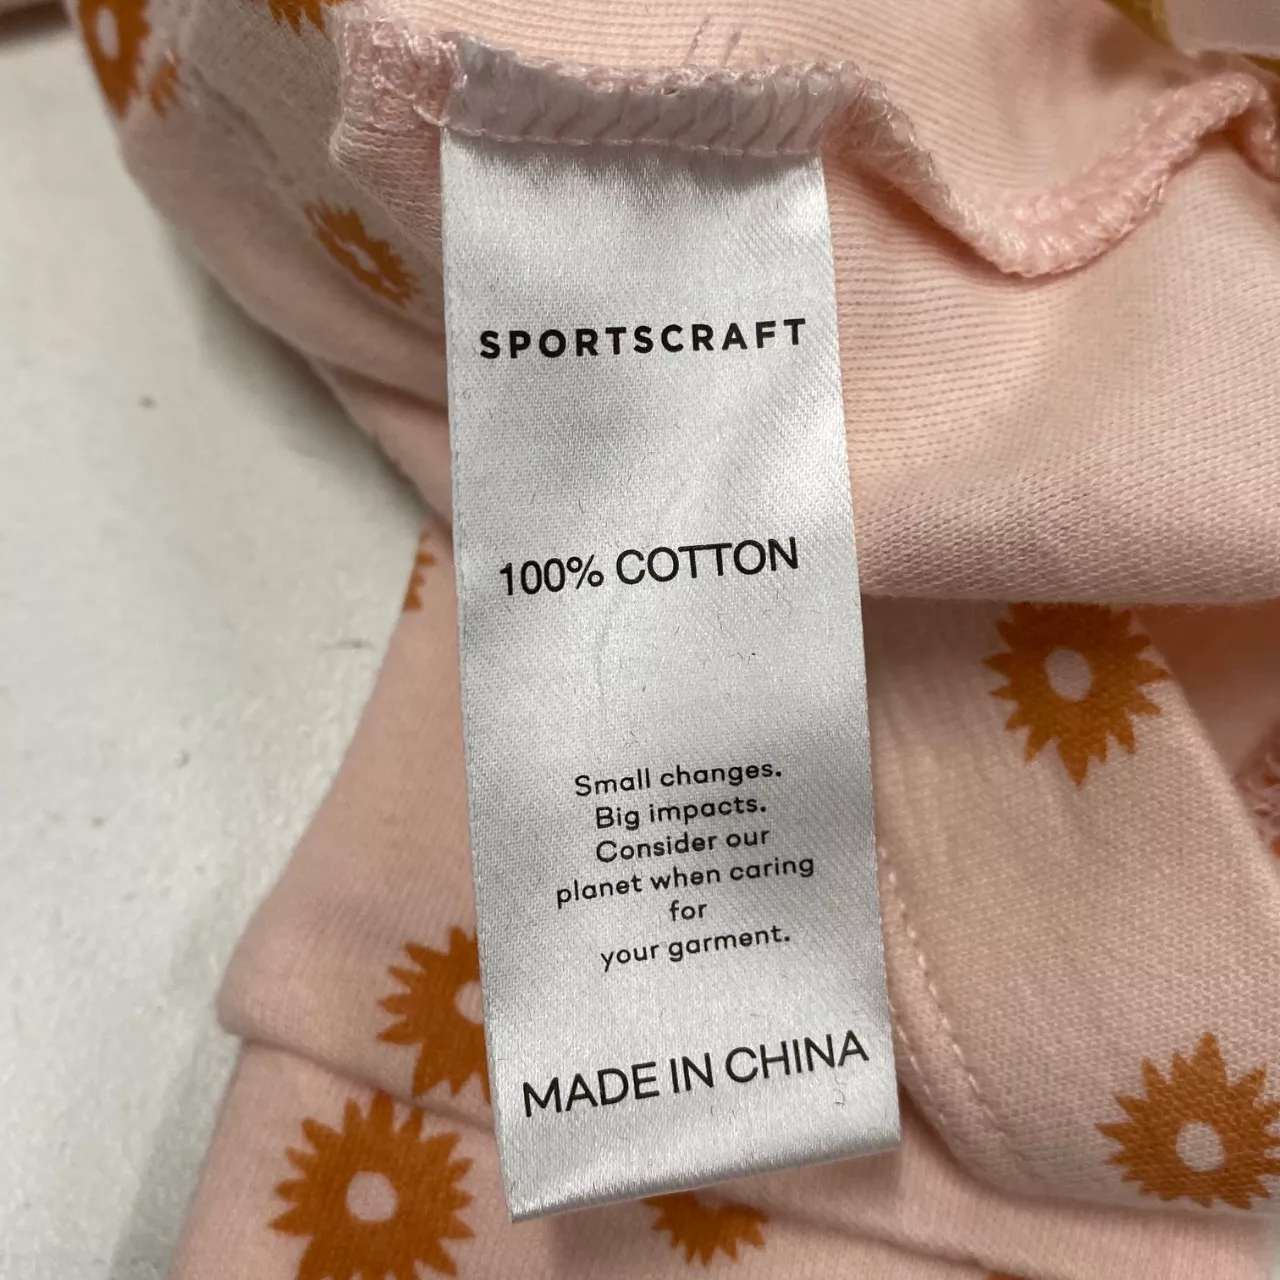 SPORTSCRAFT
100% COTTON
Small changes.
Big impacts.
Consider our
planet when caring
for
your garment.
MADE IN CHINA